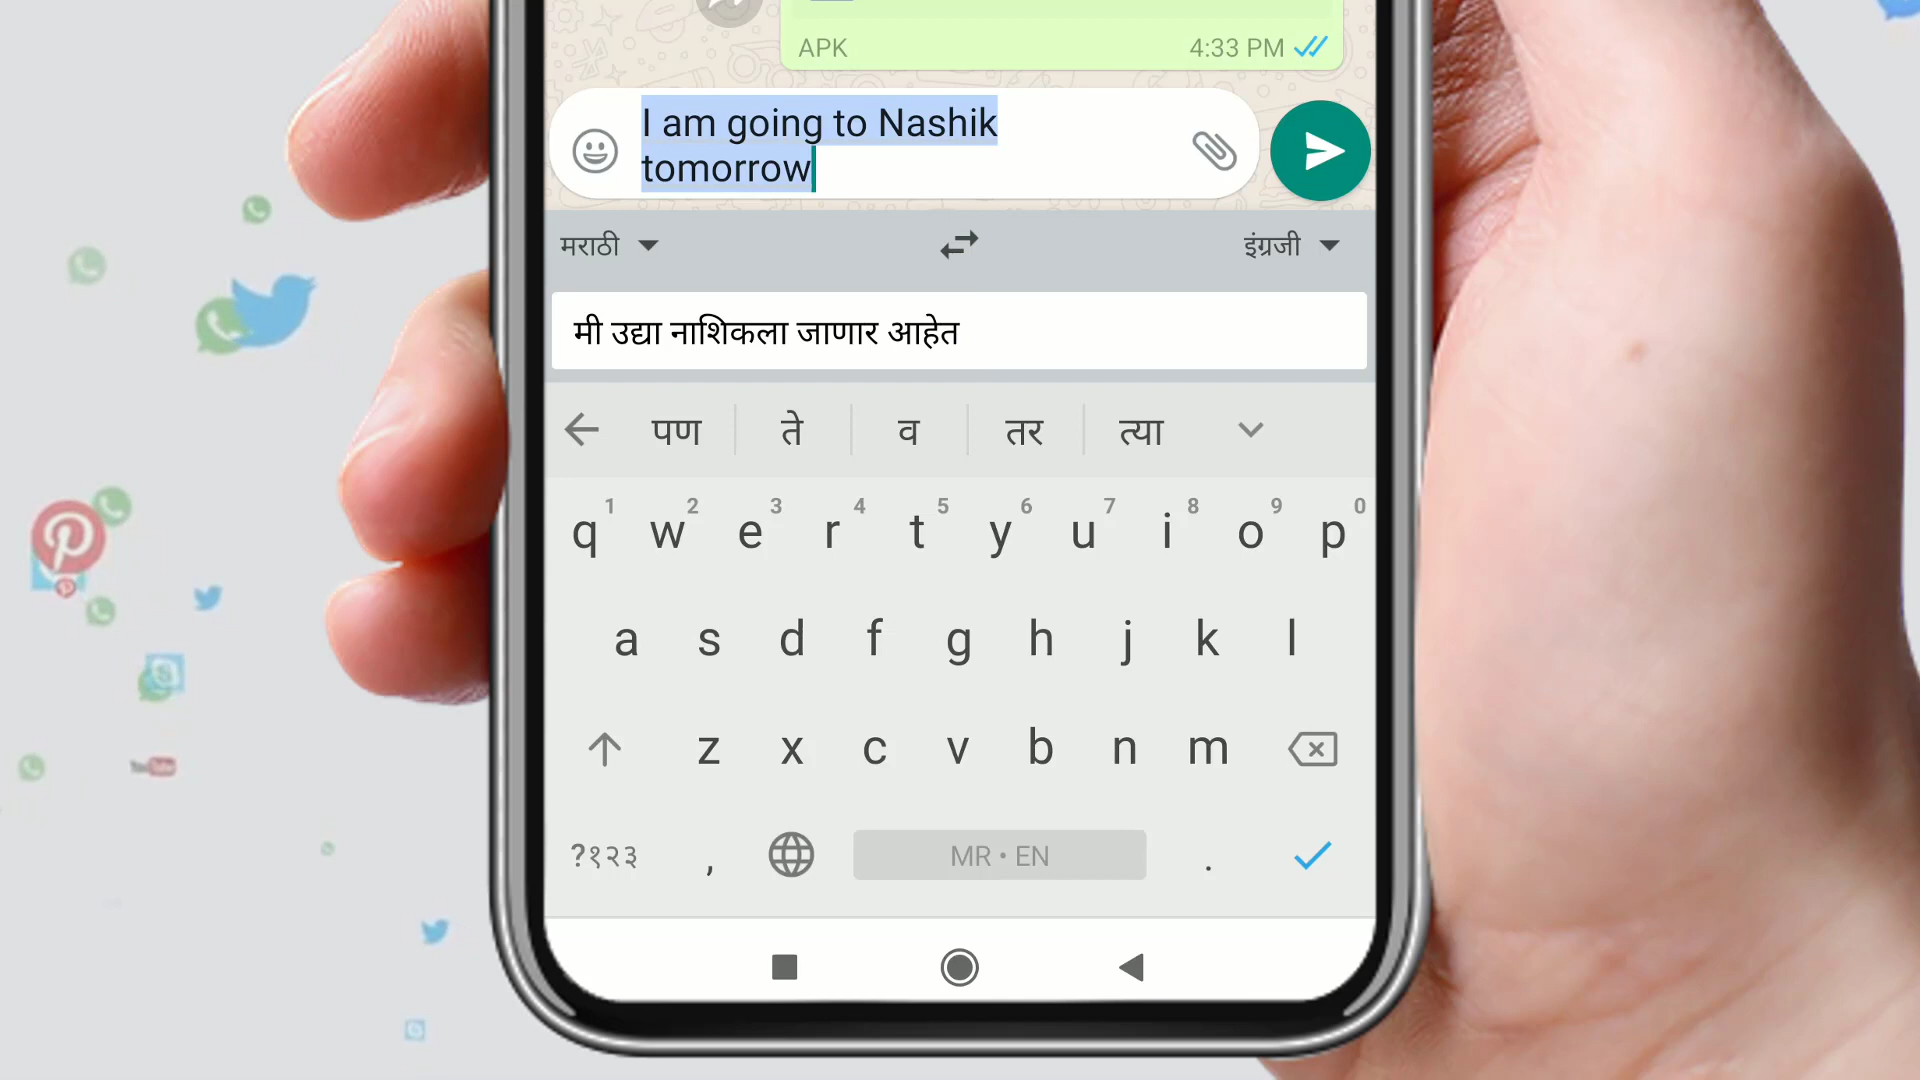 APK
4:33 PM
I am going to Nashik
tomorrow
मराठी
इंग्रजी
मी उद्या नाशिकला जाणार आहेत
पण ते व तर त्या
1 2 3 4 5 6 7 8 9 0
q w e r t y u i o p
a s d f g h j k l
z x c v b n m
?१२३ , MR • EN .